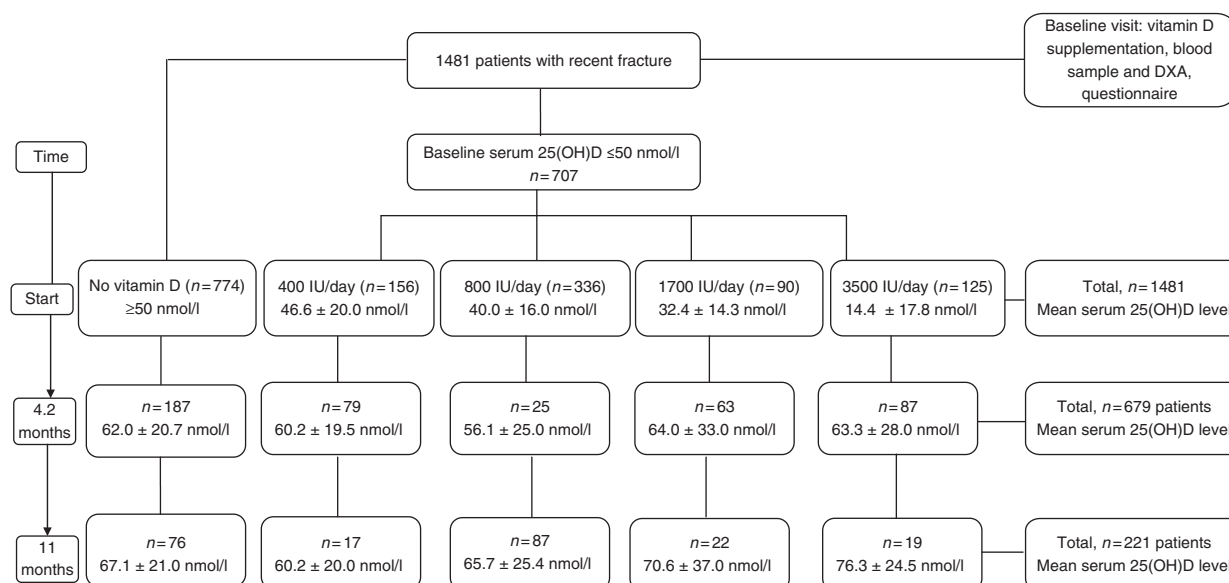 Baseline visit: vitamin D
supplementation, blood
sample and DXA,
questionnaire
1481 patients with recent fracture
Baseline serum 25(OH)D ≤50 nmol/l
n=707
Time
Start
No vitamin D (n=774)
≥50 nmol/l
400 IU/day (n=156)
46.6 ± 20.0 nmol/l
800 IU/day (n=336)
40.0 ± 16.0 nmol/l
1700 IU/day (n=90)
32.4 ± 14.3 nmol/l
3500 IU/day (n=125)
14.4 ± 17.8 nmol/l
Total, n=1481
Mean serum 25(OH)D level
4.2
months
n=187
62.0 ± 20.7 nmol/l
n=79
60.2 ± 19.5 nmol/l
n=25
56.1 ± 25.0 nmol/l
n=63
64.0 ± 33.0 nmol/l
n=87
63.3 ± 28.0 nmol/l
Total, n=679 patients
Mean serum 25(OH)D level
11
months
n=76
67.1 ± 21.0 nmol/l
n=17
60.2 ± 20.0 nmol/l
n=87
65.7 ± 25.4 nmol/l
n=22
70.6 ± 37.0 nmol/l
n=19
76.3 ± 24.5 nmol/l
Total, n=221 patients
Mean serum 25(OH)D level